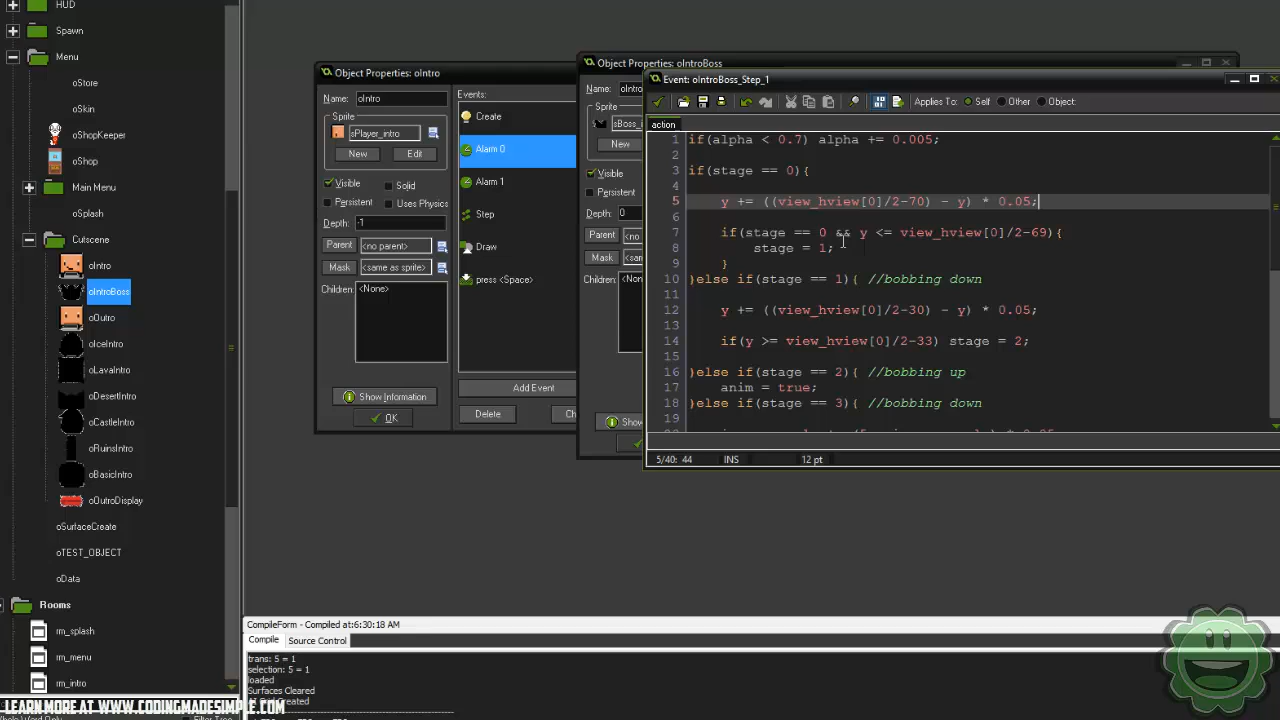 HUD
Spawn
Menu
oStore
oSkin
oShopKeeper
oShop
Main Menu
oSplash
Cutscene
oIntro
oIntroBoss
oOutro
oIceIntro
oLavaIntro
oDesertIntro
oCastleIntro
oRuinsIntro
oBasicIntro
oOutroDisplay
oSurfaceCreate
oTEST_OBJECT
oData
Rooms
rm_splash
rm_menu
rm_intro
Object Properties: oIntro
Name: oIntro
Sprite
sPlayer_intro
New Edit
Visible Solid
Persistent Uses Physics
Depth: -1
Parent <no parent>
Mask <same as sprite>
Children: <None>
Show Information
OK
Events:
Create
Alarm 0
Alarm 1
Step
Draw
press <Space>
Add Event
Delete Ch
Object Properties: oIntroBoss
Name: oIntro
Sprite
sBoss_i
New
Visible
Persistent
Depth: 0
Parent <no
Mask <sa
Children: <Non
Show
Event: oIntroBoss_Step_1
Applies To: Self Other Object:
action
1 if(alpha < 0.7) alpha += 0.005;
2
3 if(stage == 0){
4
5 y += ((view_hview[0]/2-70) - y) * 0.05;
6
7 if(stage == 0 && y <= view_hview[0]/2-69){
8 stage = 1;
9 }
10 }else if(stage == 1){ //bobbing down
11
12 y += ((view_hview[0]/2-30) - y) * 0.05;
13
14 if(y >= view_hview[0]/2-33) stage = 2;
15
16 }else if(stage == 2){ //bobbing up
17 anim = true;
18 }else if(stage == 3){ //bobbing down
19
5/40: 44 INS 12 pt
CompileForm - Compiled at:6:30:18 AM
Compile Source Control
trans: 5 = 1
selection: 5 = 1
loaded
Surfaces Cleared
Created
LEARN MORE AT WWW.CODINGMADESIMPLE.COM